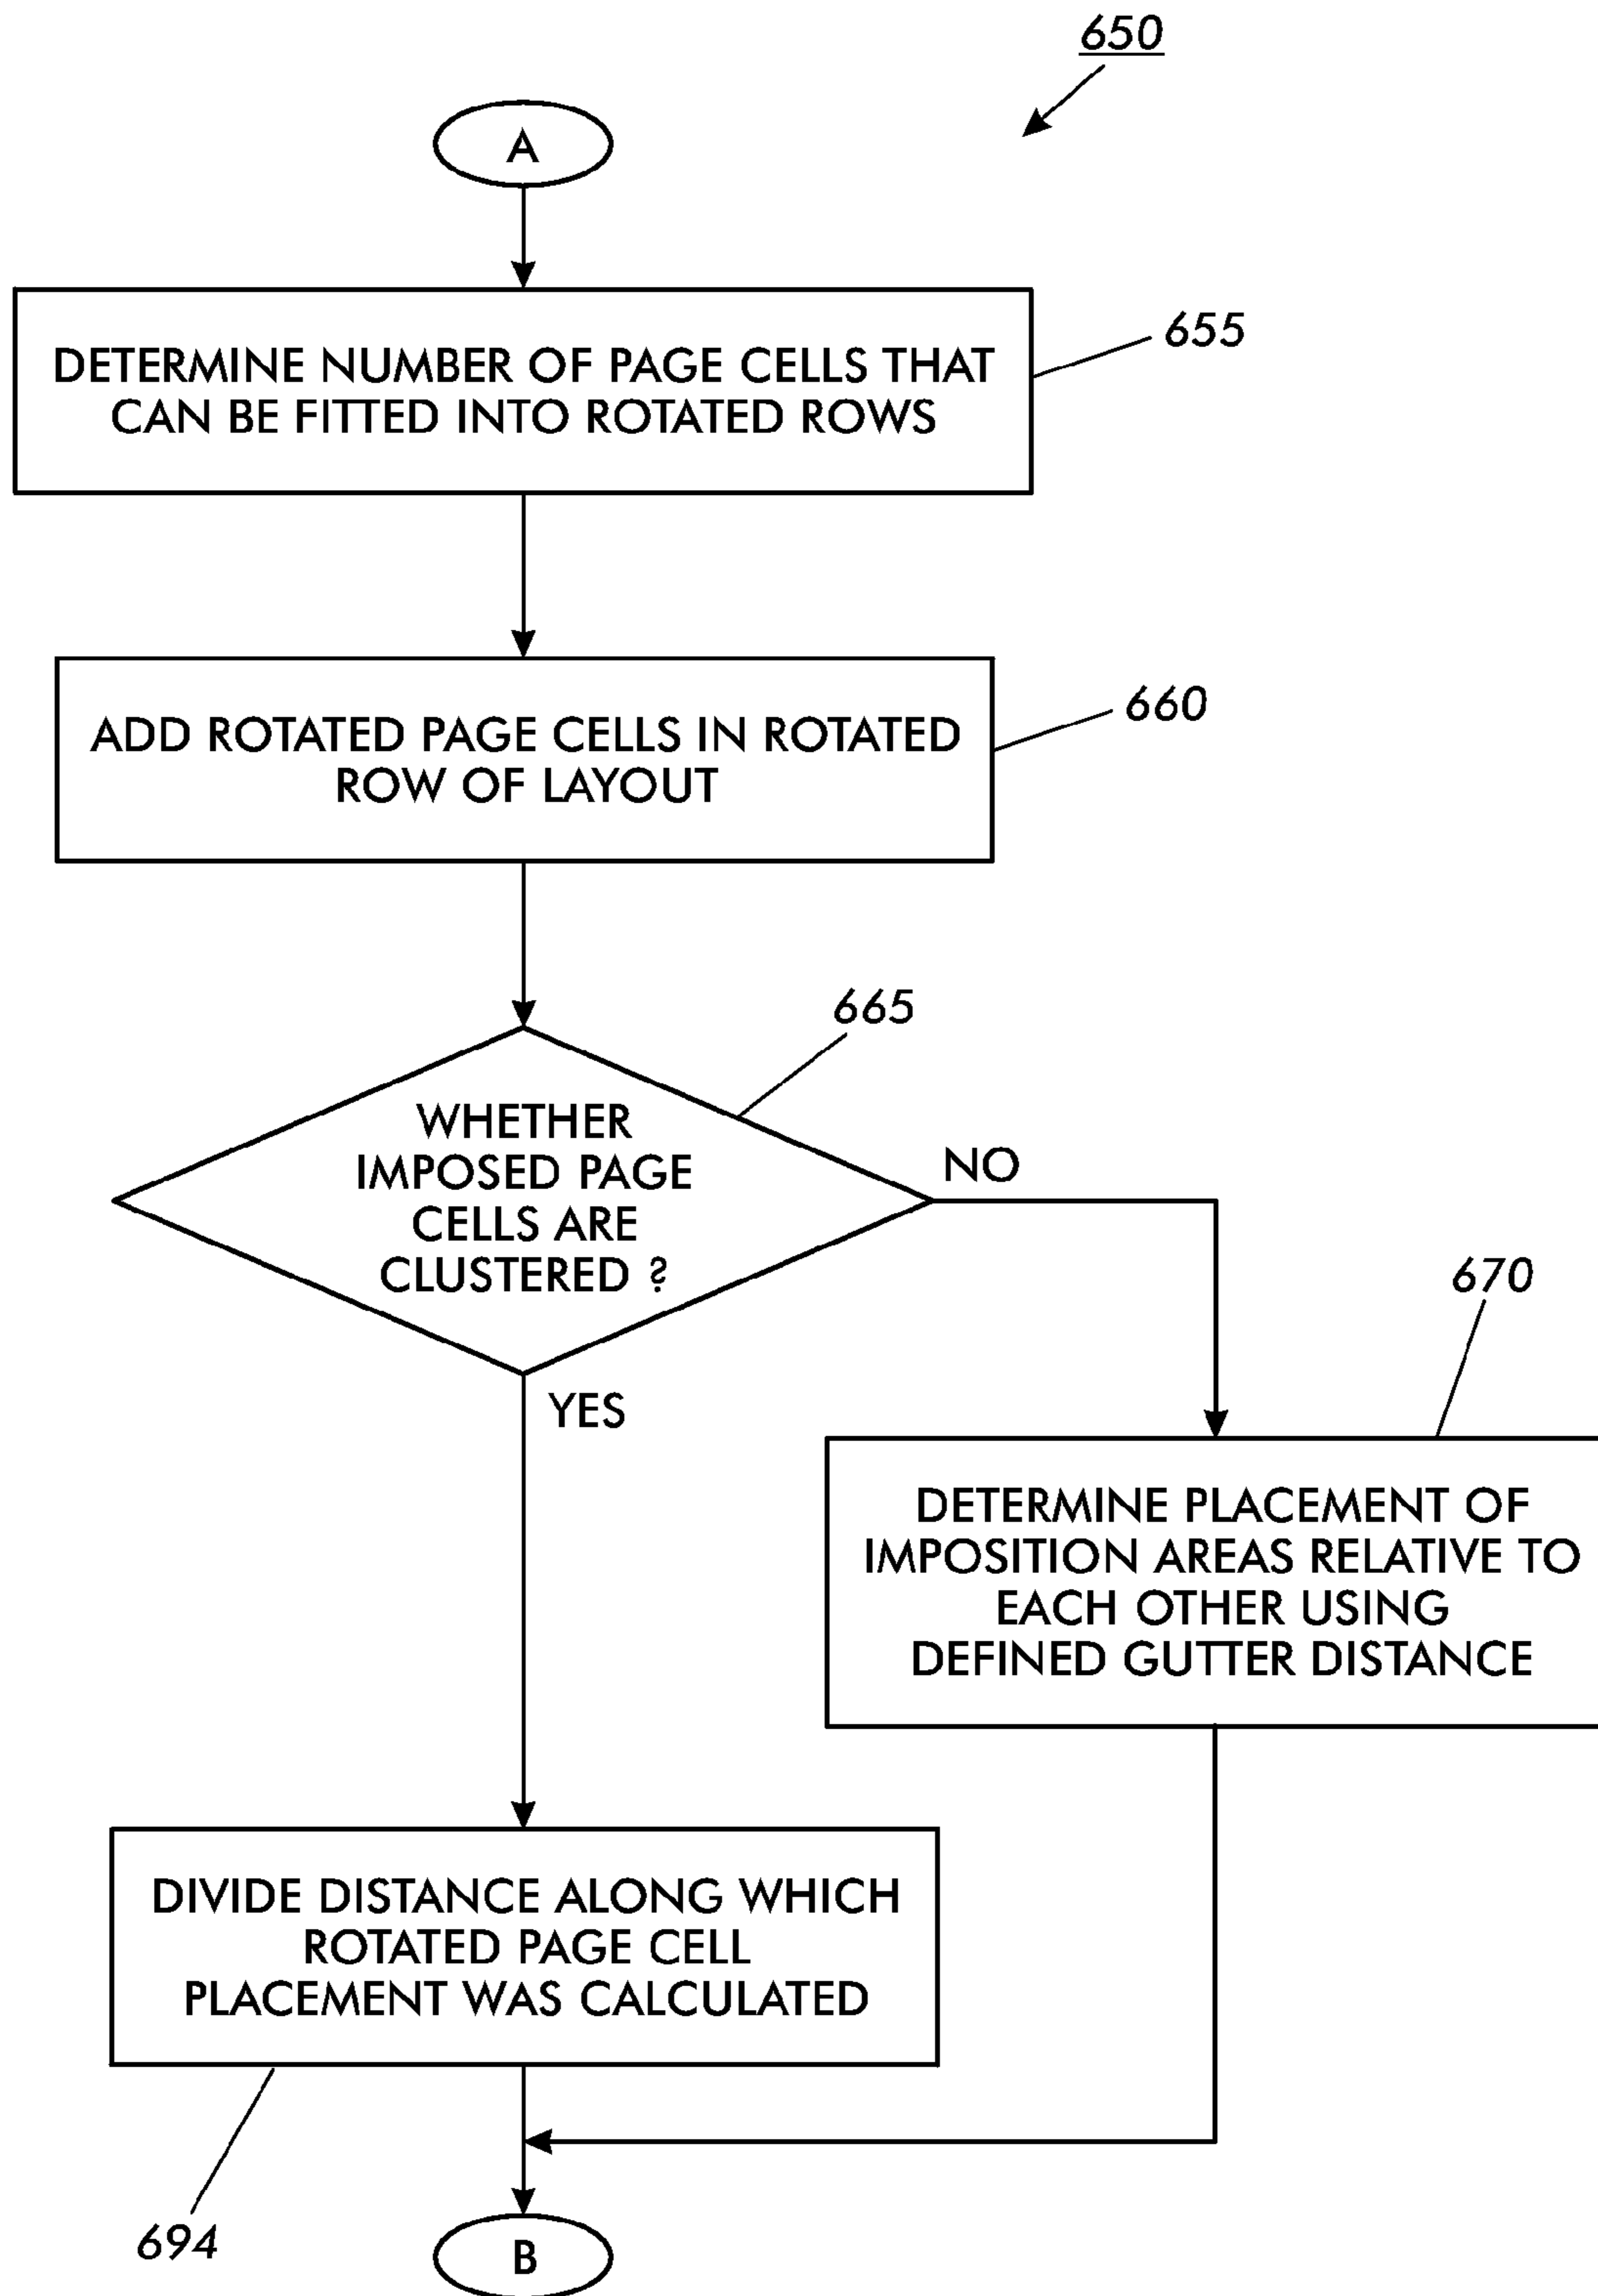 650
A
DETERMINE NUMBER OF PAGE CELLS THAT
CAN BE FITTED INTO ROTATED ROWS
655
ADD ROTATED PAGE CELLS IN ROTATED
ROW OF LAYOUT
660
665
WHETHER
IMPOSED PAGE
CELLS ARE
CLUSTERED ?
NO
YES
670
DETERMINE PLACEMENT OF
IMPOSITION AREAS RELATIVE TO
EACH OTHER USING
DEFINED GUTTER DISTANCE
DIVIDE DISTANCE ALONG WHICH
ROTATED PAGE CELL
PLACEMENT WAS CALCULATED
694
B